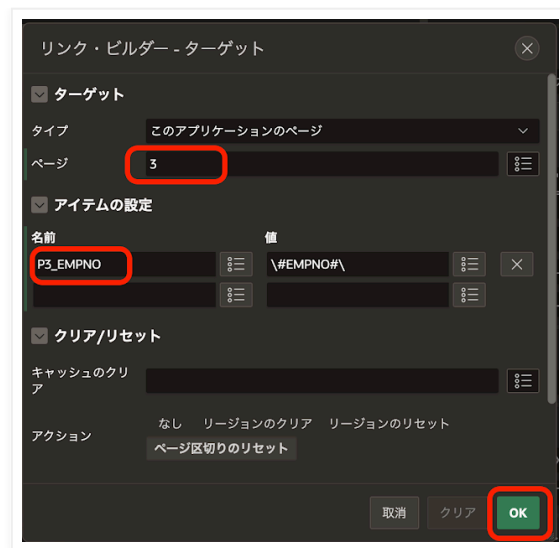 リンク・ビルダー - ターゲット
ターゲット
タイプ このアプリケーションのページ
ページ 3
アイテムの設定
名前 値
P3_EMPNO \#EMPNO#\
クリア/リセット
キャッシュのクリ
ア
なし リージョンのクリア リージョンのリセット
アクション
ページ区切りのリセット
取消 クリア OK